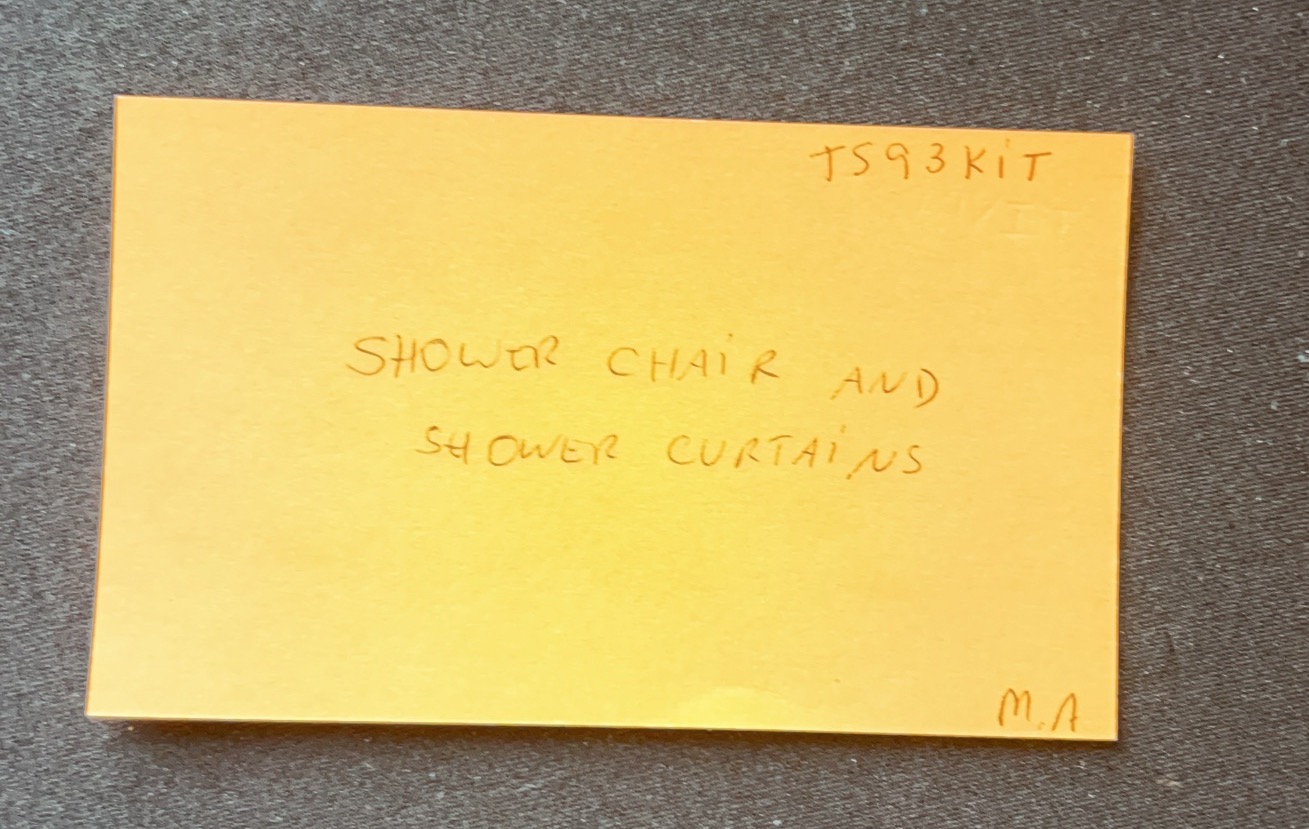 TS93KiT
SHOWER CHAiR AND
SHOWER CURTAiNS
M.A